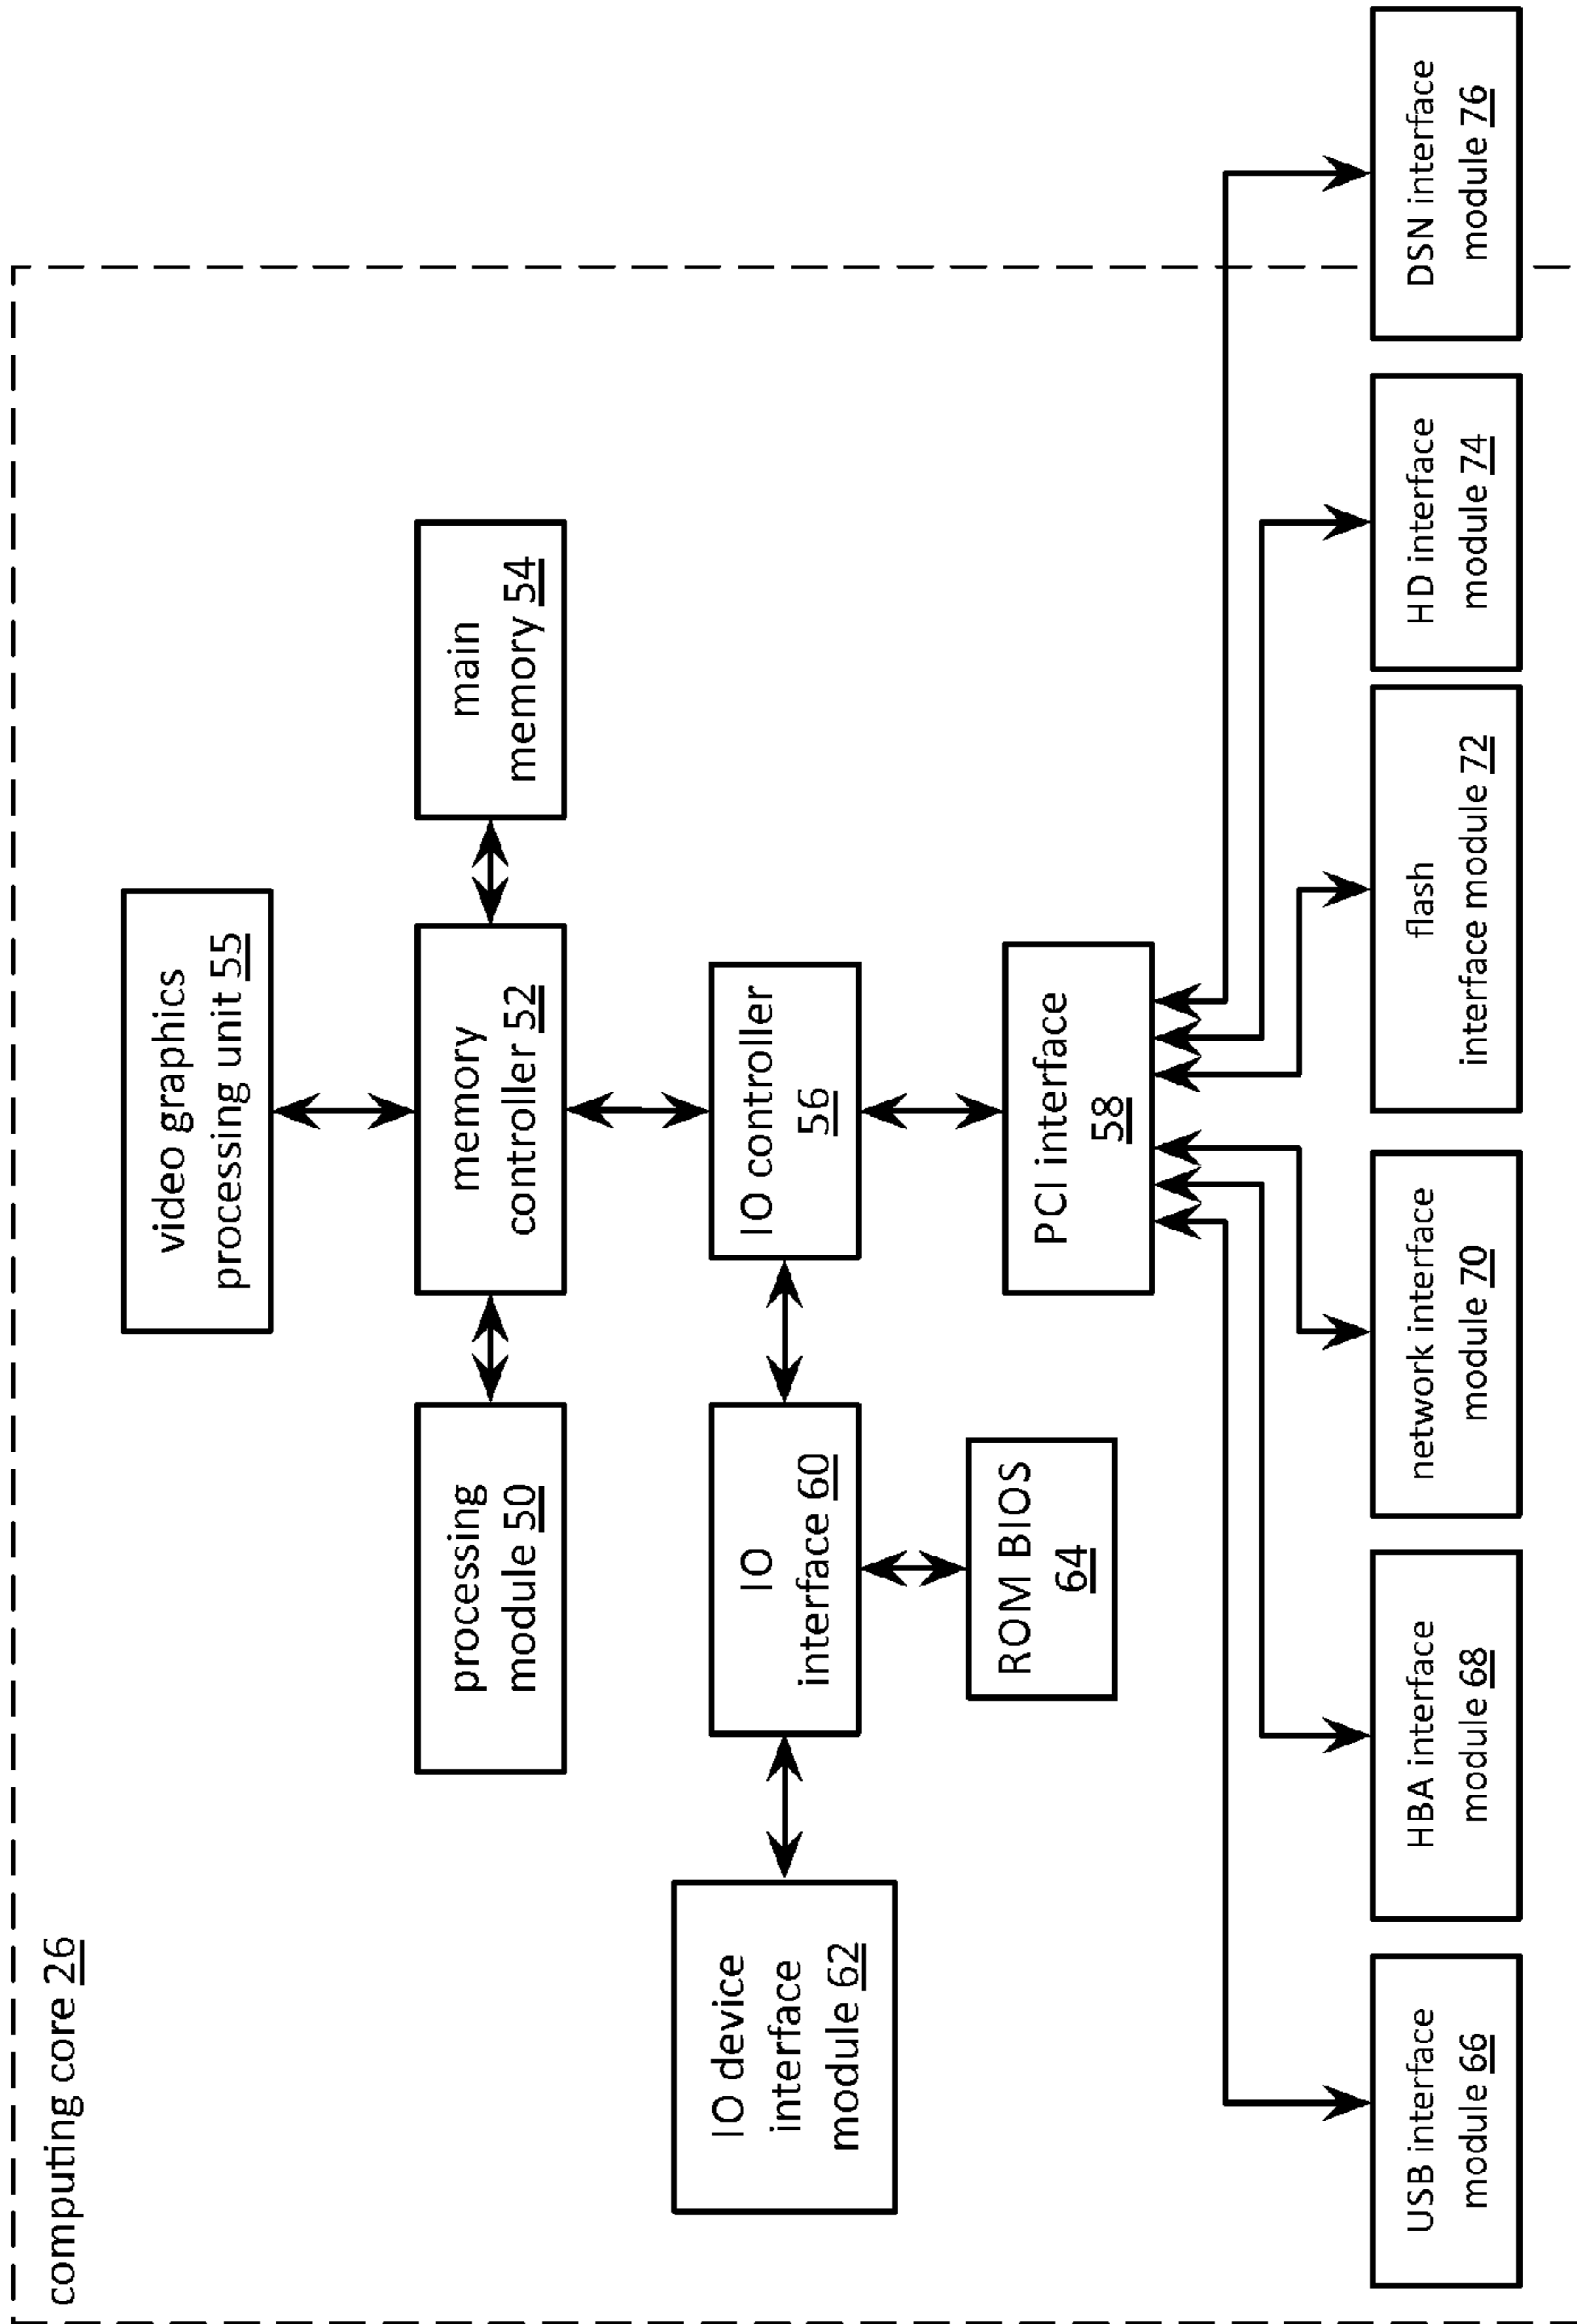 computing core 26
video graphics
processing unit 55
processing
module 50
memory
controller 52
main
memory 54
IO device
interface
module 62
IO
interface 60
IO controller
56
ROM BIOS
64
PCI interface
58
USB interface
module 66
HBA interface
module 68
network interface
module 70
flash
interface module 72
HD interface
module 74
DSN interface
module 76